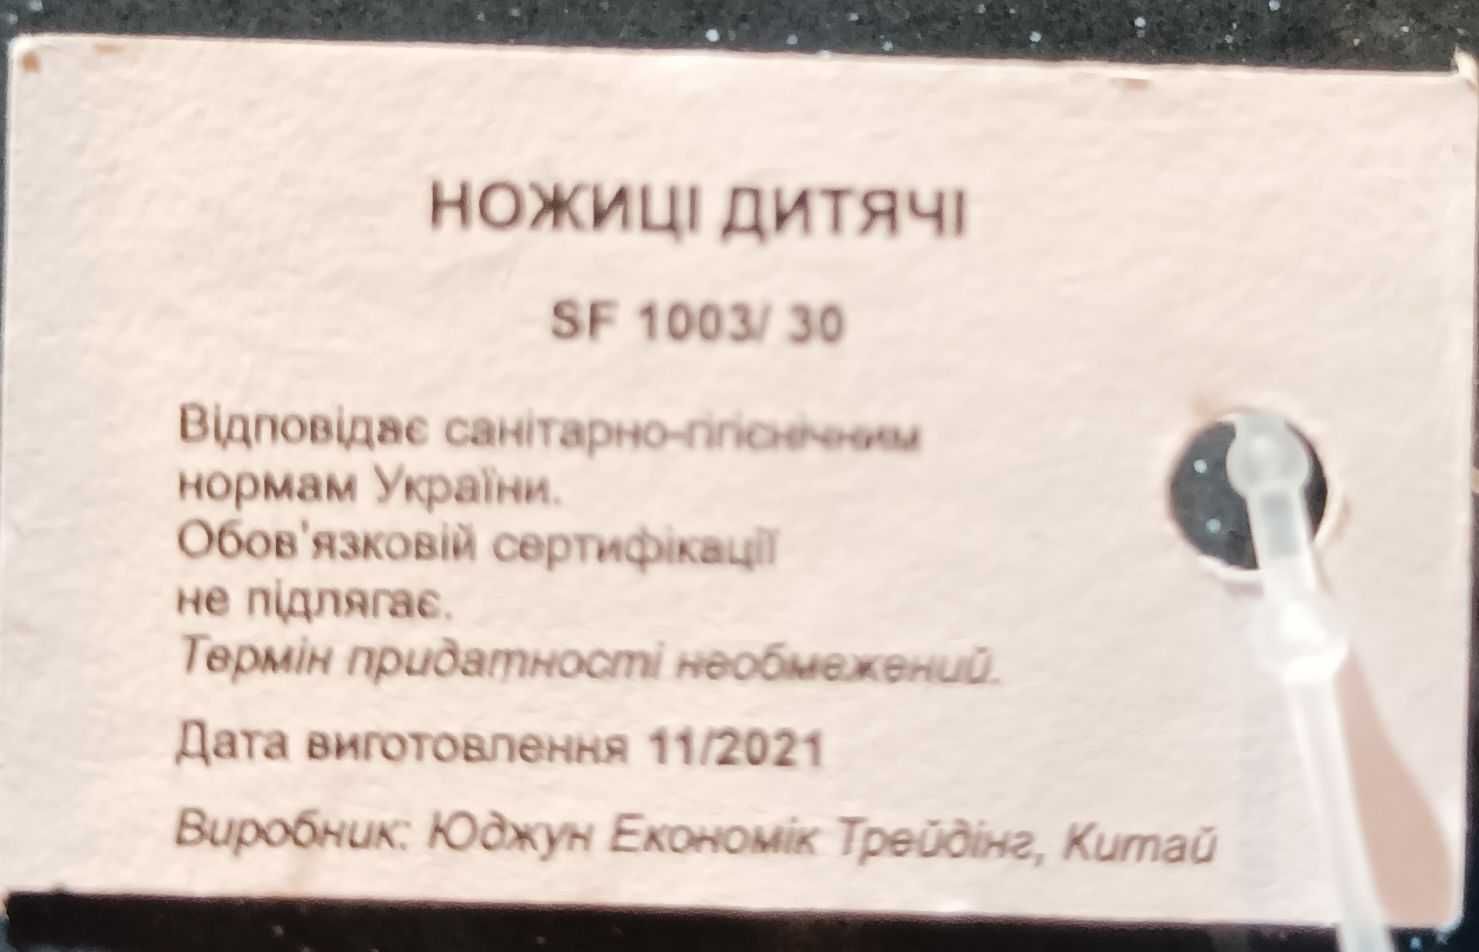 НОЖИЦІ ДИТЯЧІ
SF 1003/ 30
Відповідає санітарно-гігієнічним
нормам України.
Обов'язковій сертифікації
не підлягає.
Термін придатності необмежений.
Дата виготовлення 11/2021
Виробник: Юджун Економік Трейдінг, Китай